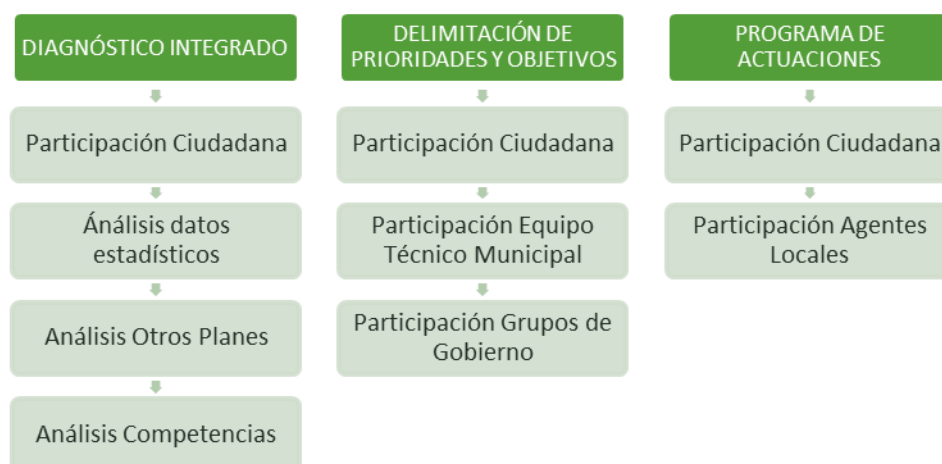 DIAGNÓSTICO INTEGRADO
Participación Ciudadana
Ánálisis datos
estadísticos
Análisis Otros Planes
Análisis Competencias
DELIMITACIÓN DE
PRIORIDADES Y OBJETIVOS
Participación Ciudadana
Participación Equipo
Técnico Municipal
Participación Grupos de
Gobierno
PROGRAMA DE
ACTUACIONES
Participación Ciudadana
Participación Agentes
Locales